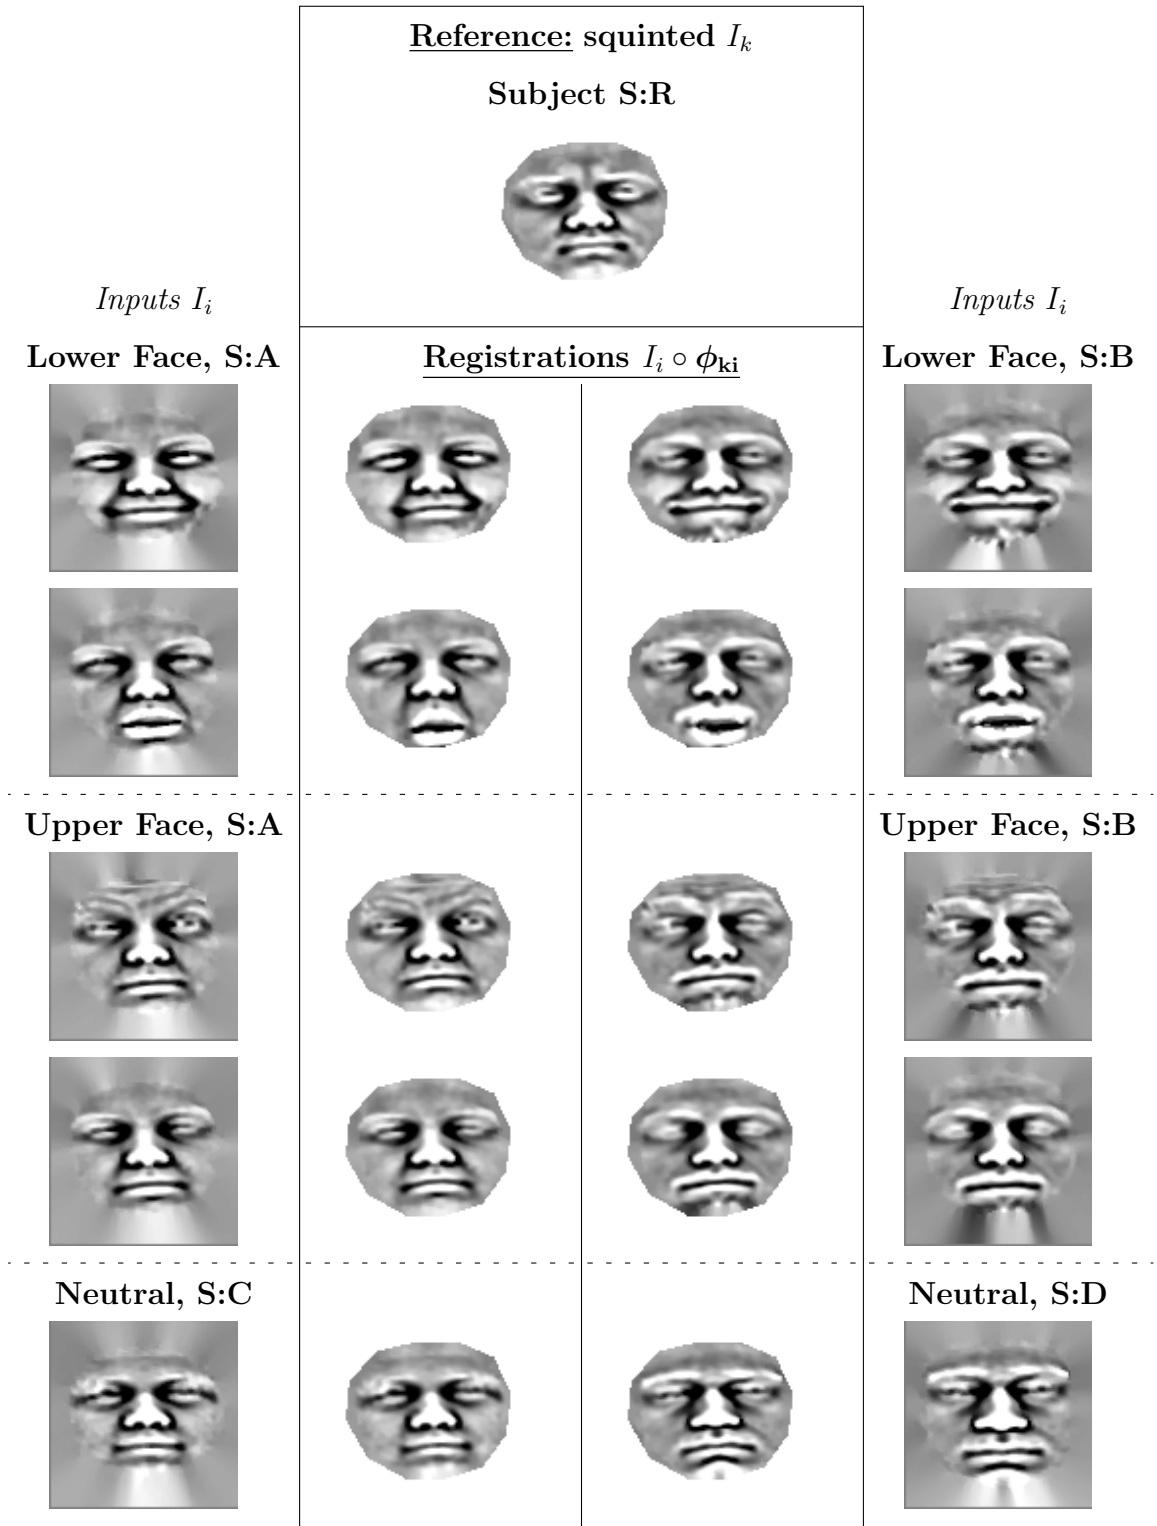 Reference: squinted I_k
Subject S:R
Inputs I_i
Inputs I_i
Lower Face, S:A
Registrations I_i ∘ ϕ_ki
Lower Face, S:B
Upper Face, S:A
Upper Face, S:B
Neutral, S:C
Neutral, S:D